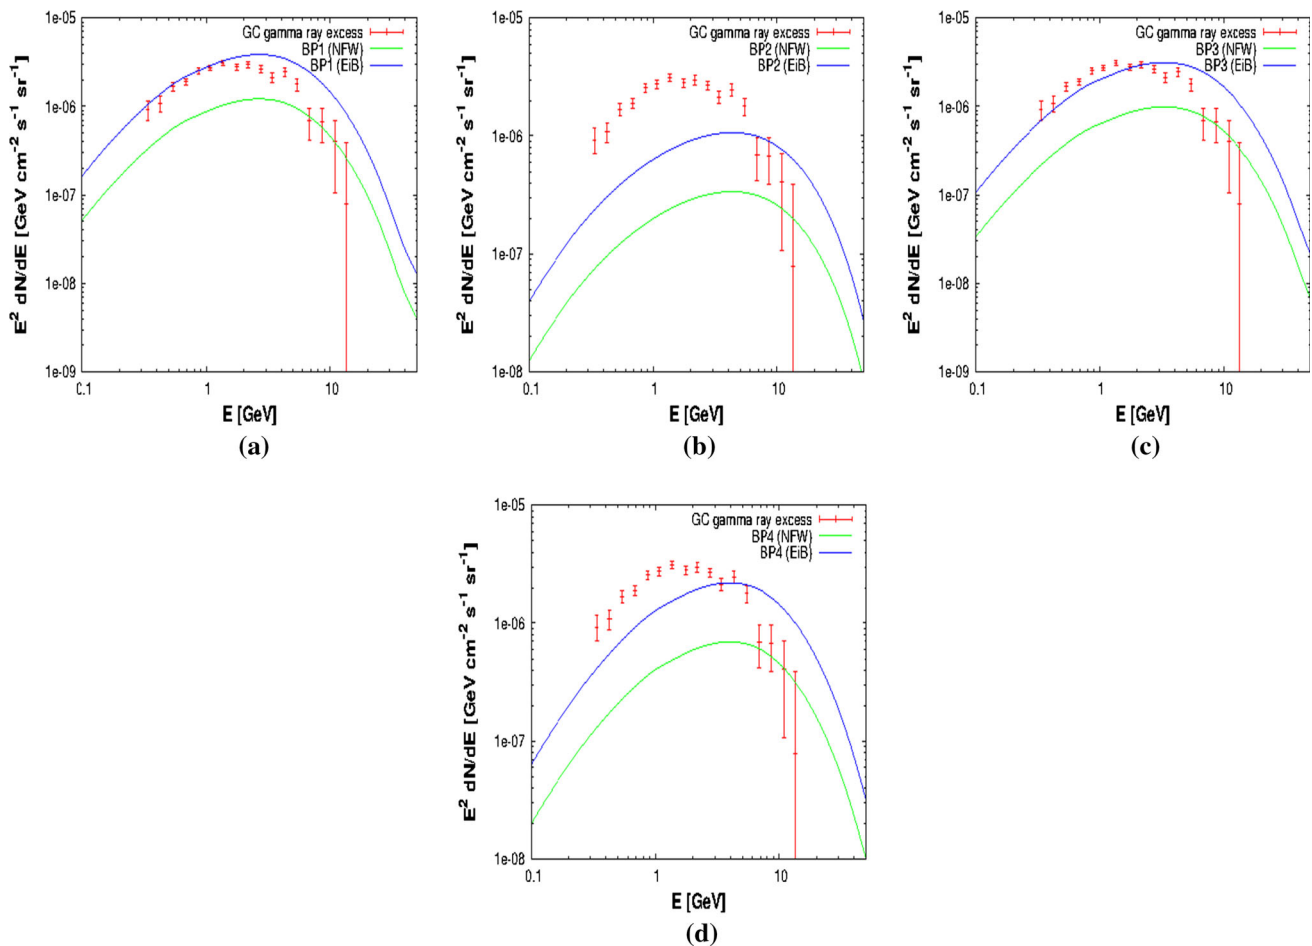 1e-05
1e-06
1e-07
1e-08
1e-09
0.1
1
10
E² dN/dE [GeV cm⁻² s⁻¹ sr⁻¹]
E [GeV]
GC gamma ray excess
BP1 (NFW)
BP1 (EiB)
(a)
1e-05
1e-06
1e-07
1e-08
0.1
1
10
E² dN/dE [GeV cm⁻² s⁻¹ sr⁻¹]
E [GeV]
GC gamma ray excess
BP2 (NFW)
BP2 (EiB)
(b)
1e-05
1e-06
1e-07
1e-08
1e-09
0.1
1
10
E² dN/dE [GeV cm⁻² s⁻¹ sr⁻¹]
E [GeV]
GC gamma ray excess
BP3 (NFW)
BP3 (EiB)
(c)
1e-05
1e-06
1e-07
1e-08
0.1
1
10
E² dN/dE [GeV cm⁻² s⁻¹ sr⁻¹]
E [GeV]
GC gamma ray excess
BP4 (NFW)
BP4 (EiB)
(d)